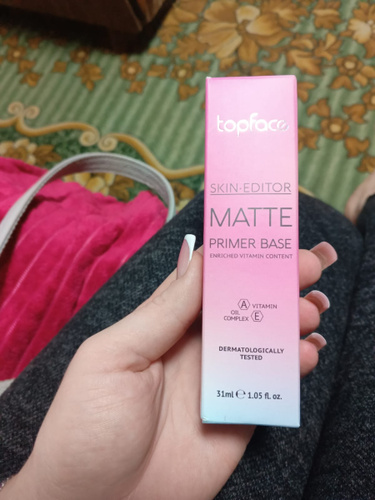 topface
SKIN-EDITOR
MATTE
PRIMER BASE
ENRICHED VITAMIN CONTENT
A VITAMIN
OIL
COMPLEX E
DERMATOLOGICALLY
TESTED
31ml ℮ 1.05 fl. oz.